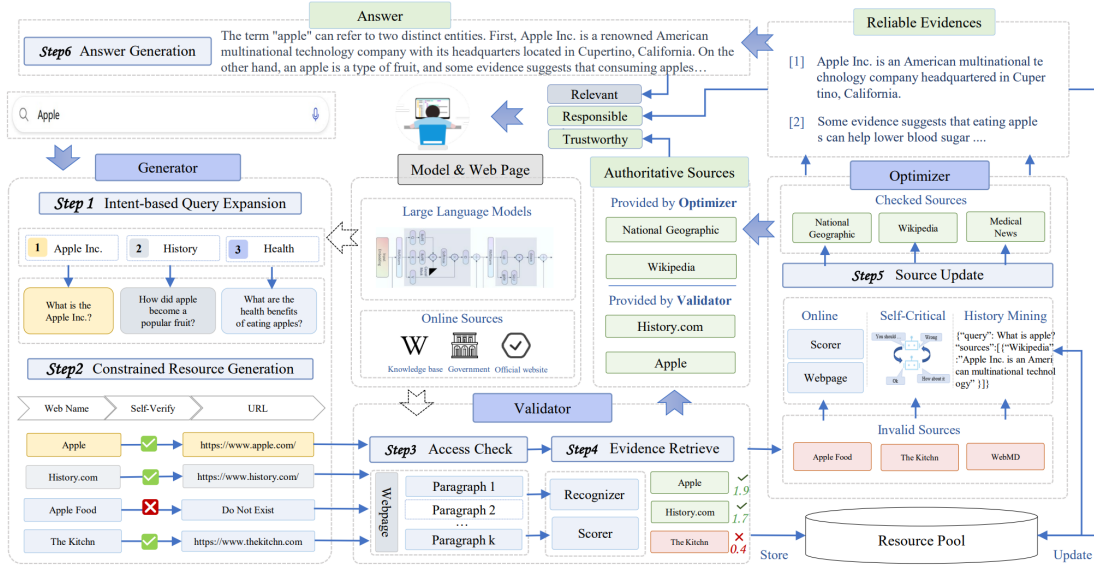 Answer
Step6 Answer Generation
The term "apple" can refer to two distinct entities. First, Apple Inc. is a renowned American
multinational technology company with its headquarters located in Cupertino, California. On the
other hand, an apple is a type of fruit, and some evidence suggests that consuming apples…
Reliable Evidences
[1] Apple Inc. is an American multinational te
chnology company headquartered in Cuper
tino, California.
[2] Some evidence suggests that eating apple
s can help lower blood sugar ....
Apple
Relevant
Responsible
Trustworthy
Generator
Step 1 Intent-based Query Expansion
1 Apple Inc.
2 History
3 Health
What is the
Apple Inc.?
How did apple
become a
popular fruit?
What are the
health benefits
of eating apples?
Step2 Constrained Resource Generation
Web Name
Self-Verify
URL
Apple
https://www.apple.com/
History.com
https://www.history.com/
Apple Food
Do Not Exist
The Kitchn
https://www.thekitchn.com
Model & Web Page
Large Language Models
Online Sources
W
Knowledge base
Government
Official website
Authoritative Sources
Provided by Optimizer
National Geographic
Wikipedia
Provided by Validator
History.com
Apple
Validator
Step3 Access Check
Step4 Evidence Retrieve
Webpage
Paragraph 1
Paragraph 2
…
Paragraph k
Recognizer
Scorer
Apple
1.9
History.com
1.7
The Kitchn
0.4
Optimizer
Checked Sources
National
Geographic
Wikipedia
Medical
News
Step5 Source Update
Online
Scorer
Webpage
Self-Critical
You should ...
Wrong
Ok
How about it
History Mining
{"query": What is apple?
"sources":[{"Wikipedia"
:"Apple Inc. is an Ameri
can multinational technol
ogy" }]}
Invalid Sources
Apple Food
The Kitchn
WebMD
Store
Resource Pool
Update